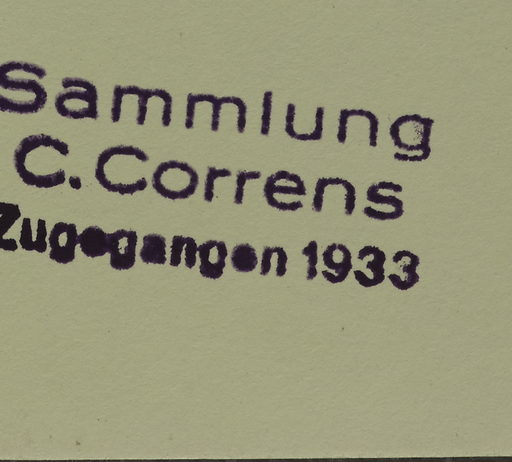 Sammlung
C. Correns
Zugegangen 1933